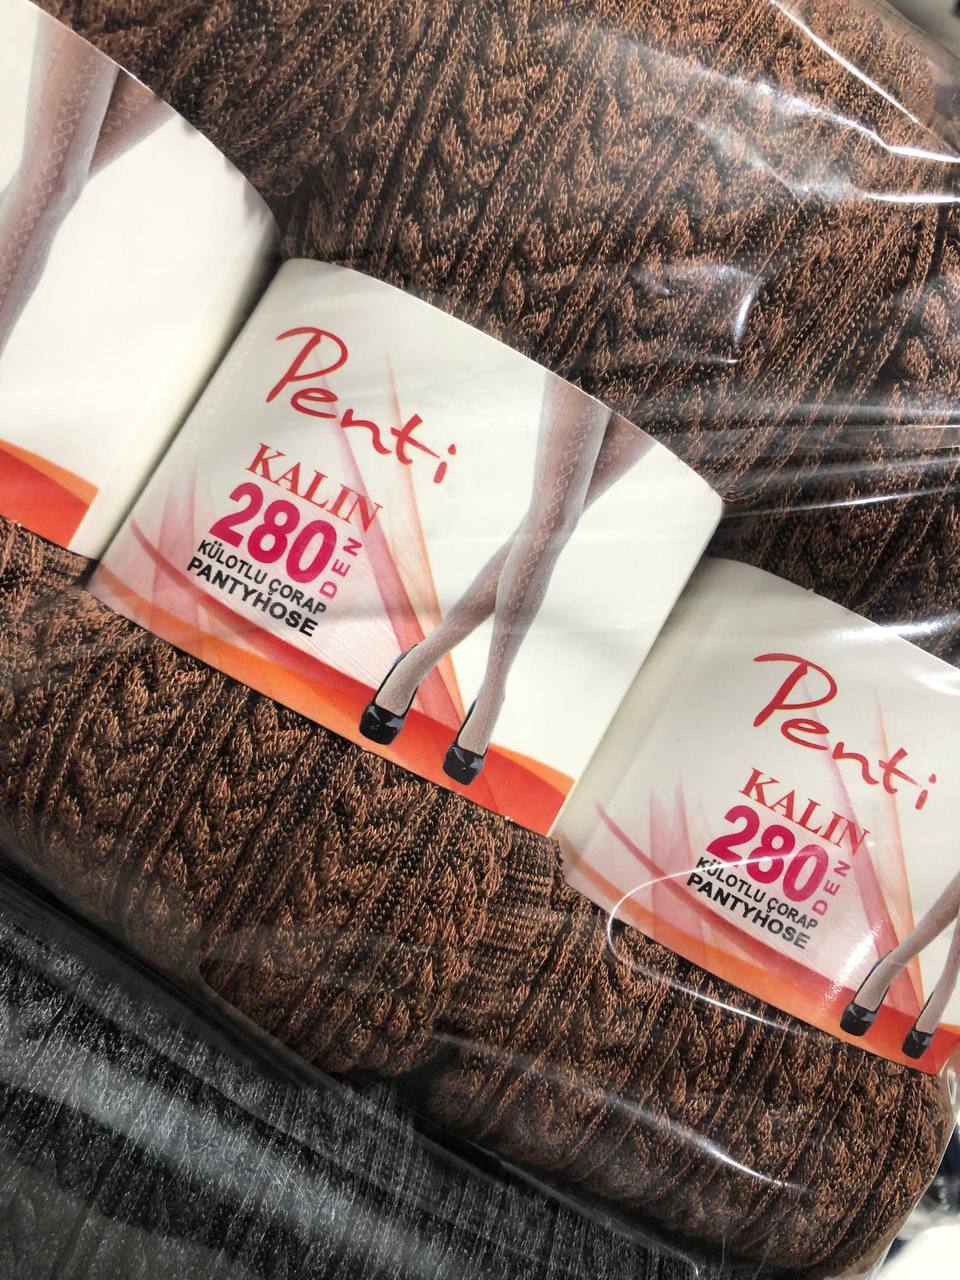 Penti
KALIN
280 DEN
KÜLOTLU ÇORAP
PANTYHOSE
Penti
KALIN
280 DEN
KÜLOTLU ÇORAP
PANTYHOSE